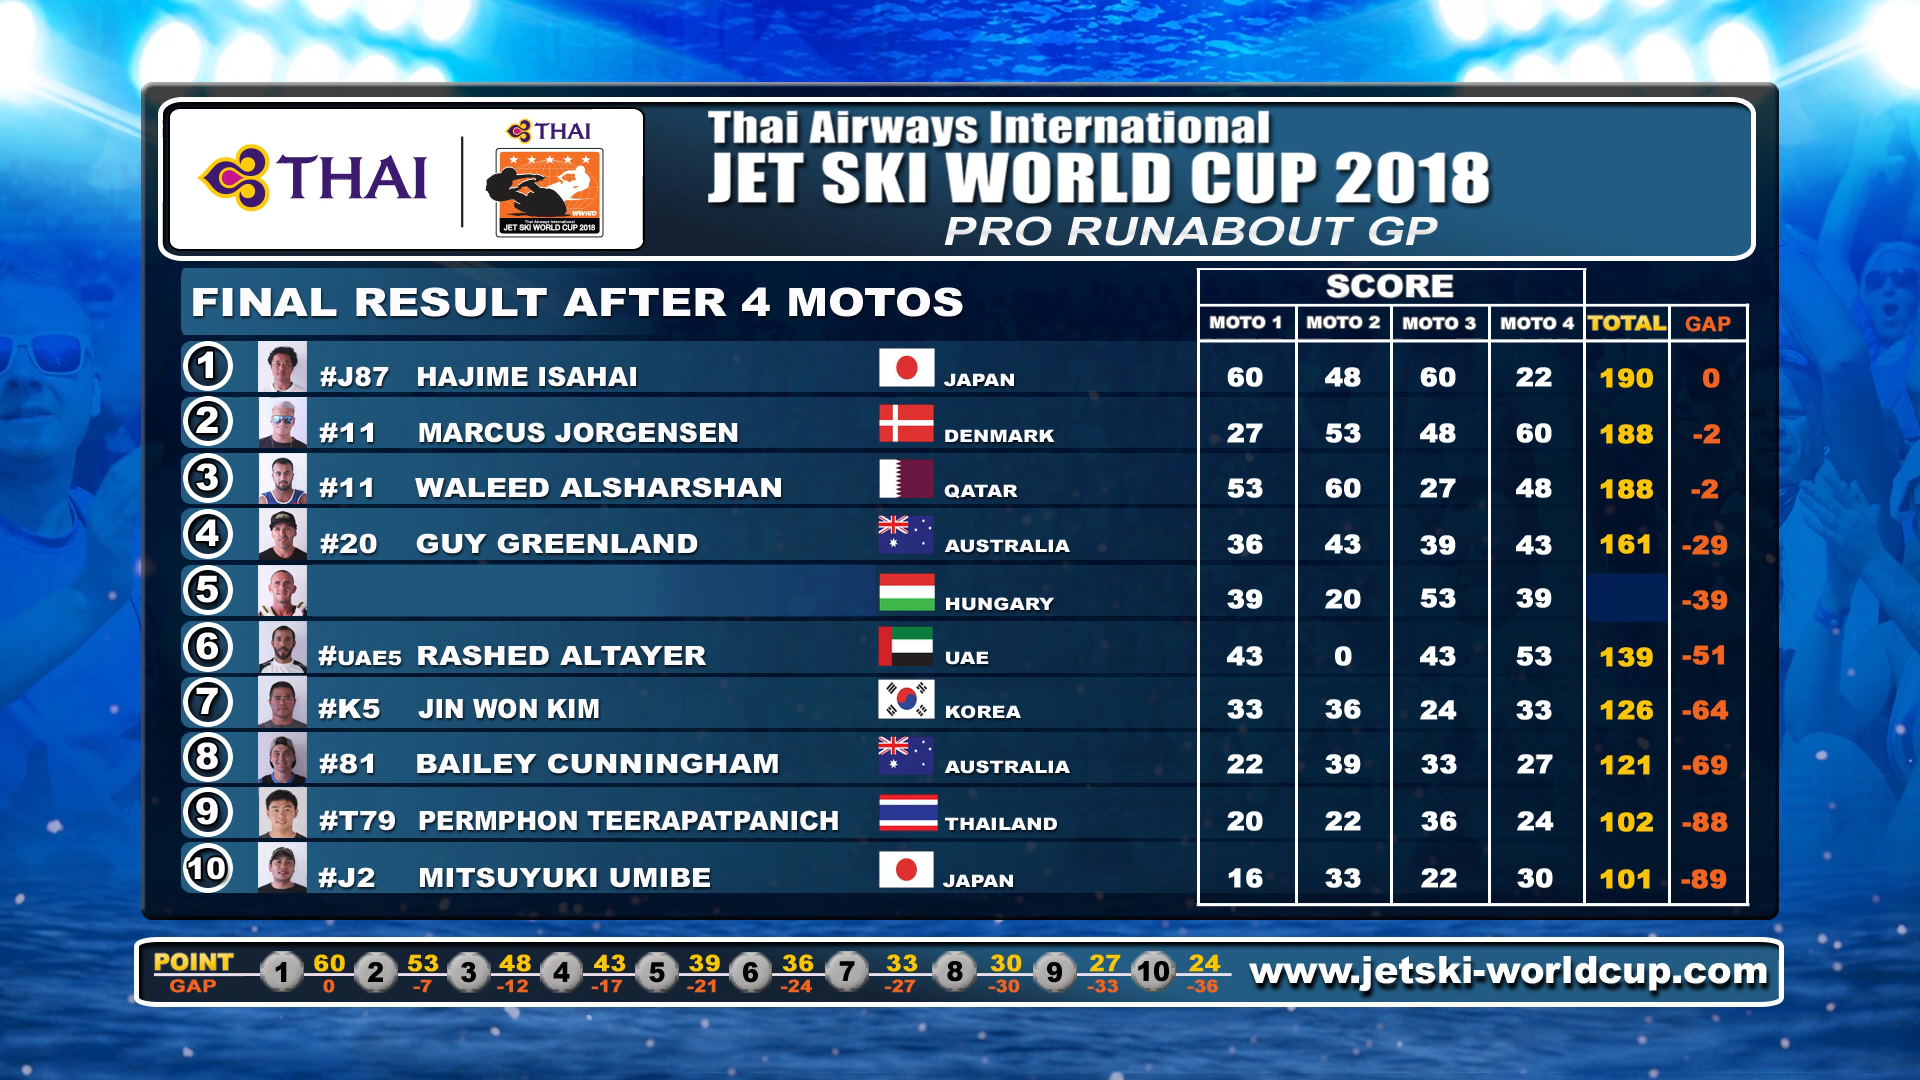 THAI
THAI
Thai Airways International
JET SKI WORLD CUP 2018
Thai Airways International
JET SKI WORLD CUP 2018
PRO RUNABOUT GP
FINAL RESULT AFTER 4 MOTOS
SCORE
MOTO 1 MOTO 2 MOTO 3 MOTO 4 TOTAL GAP
1 #J87 HAJIME ISAHAI JAPAN 60 48 60 22 190 0
2 #11 MARCUS JORGENSEN DENMARK 27 53 48 60 188 -2
3 #11 WALEED ALSHARSHAN QATAR 53 60 27 48 188 -2
4 #20 GUY GREENLAND AUSTRALIA 36 43 39 43 161 -29
5 HUNGARY 39 20 53 39 -39
6 #UAE5 RASHED ALTAYER UAE 43 0 43 53 139 -51
7 #K5 JIN WON KIM KOREA 33 36 24 33 126 -64
8 #81 BAILEY CUNNINGHAM AUSTRALIA 22 39 33 27 121 -69
9 #T79 PERMPHON TEERAPATPANICH THAILAND 20 22 36 24 102 -88
10 #J2 MITSUYUKI UMIBE JAPAN 16 33 22 30 101 -89
POINT 1 60 2 53 3 48 4 43 5 39 6 36 7 33 8 30 9 27 10 24
GAP 0 -7 -12 -17 -21 -24 -27 -30 -33 -36
www.jetski-worldcup.com